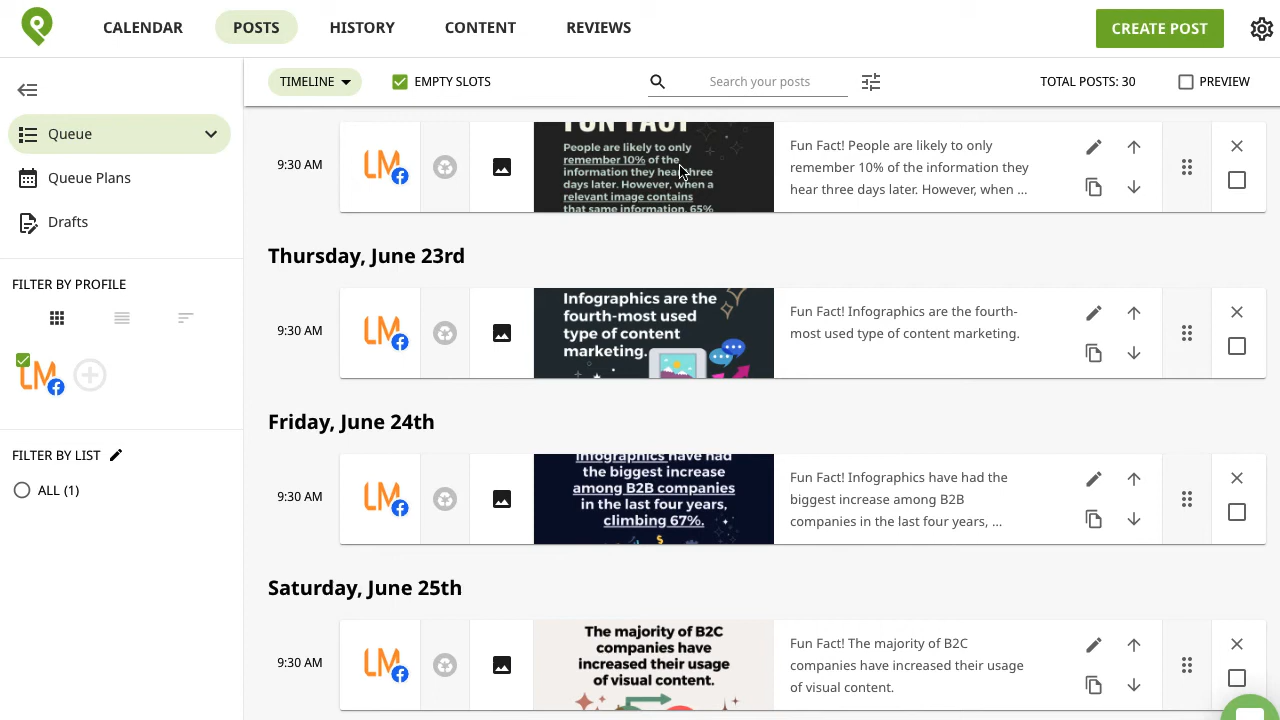 CALENDAR
POSTS
HISTORY
CONTENT
REVIEWS
CREATE POST
TIMELINE
EMPTY SLOTS
Search your posts
TOTAL POSTS: 30
PREVIEW
Queue
Queue Plans
Drafts
FILTER BY PROFILE
LM
FILTER BY LIST
ALL (1)
9:30 AM
LM
FUN FACT
People are likely to only
remember 10% of the
information they hear three
days later. However, when a
relevant image contains
that same information, 65%
Fun Fact! People are likely to only
remember 10% of the information they
hear three days later. However, when ...
Thursday, June 23rd
9:30 AM
LM
Infographics are the
fourth-most used
type of content
marketing.
Fun Fact! Infographics are the fourth-
most used type of content marketing.
Friday, June 24th
9:30 AM
LM
Infographics have had
the biggest increase
among B2B companies
in the last four years,
climbing 67%.
$
Fun Fact! Infographics have had the
biggest increase among B2B
companies in the last four years, ...
Saturday, June 25th
9:30 AM
LM
The majority of B2C
companies have
increased their usage
of visual content.
Fun Fact! The majority of B2C
companies have increased their usage
of visual content.